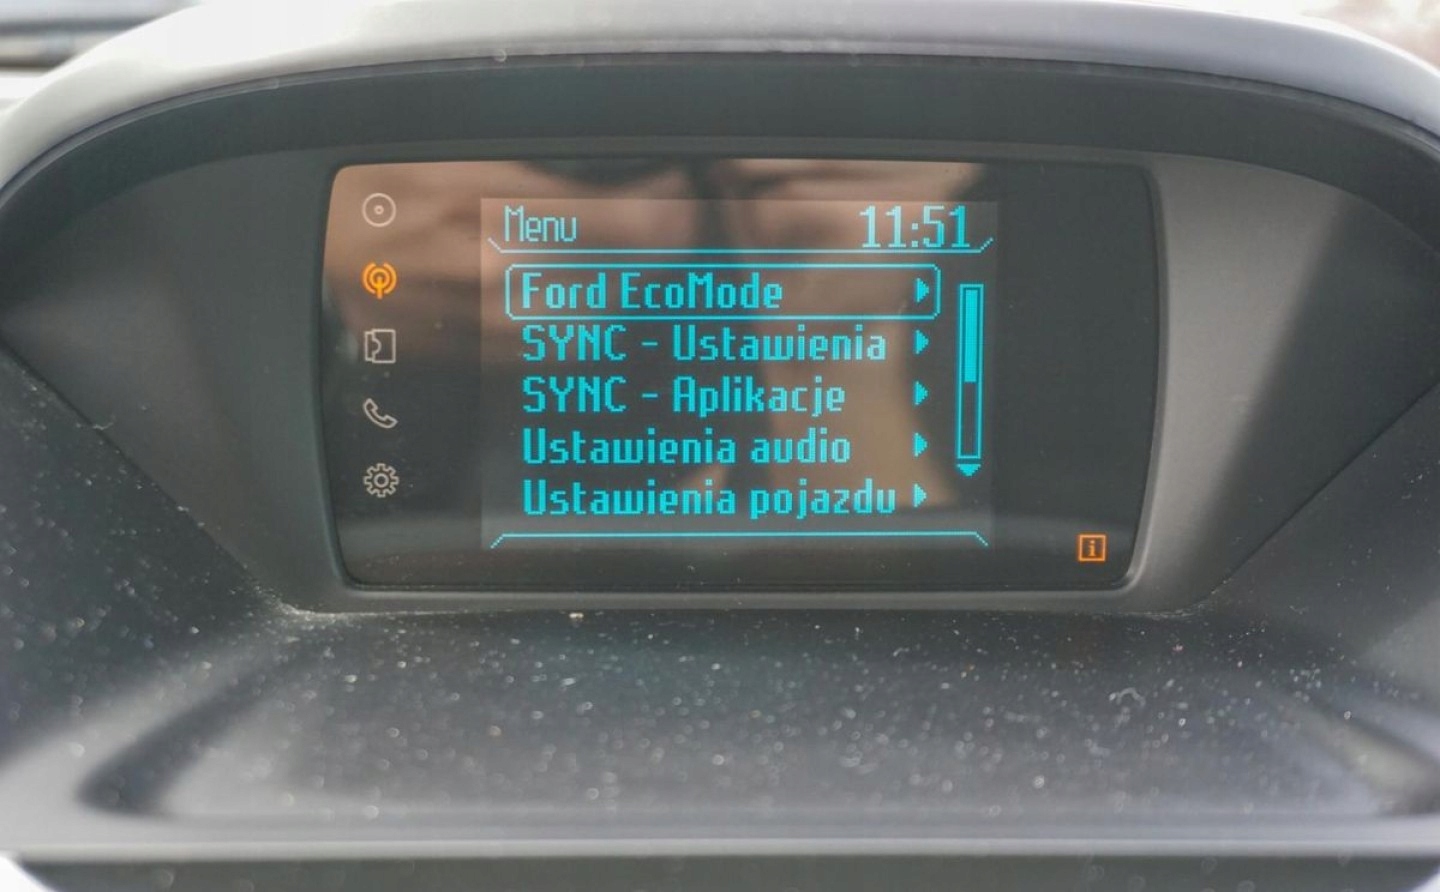 Menu 11:51
Ford EcoMode
SYNC - Ustawienia
SYNC - Aplikacje
Ustawienia audio
Ustawienia pojazdu
i